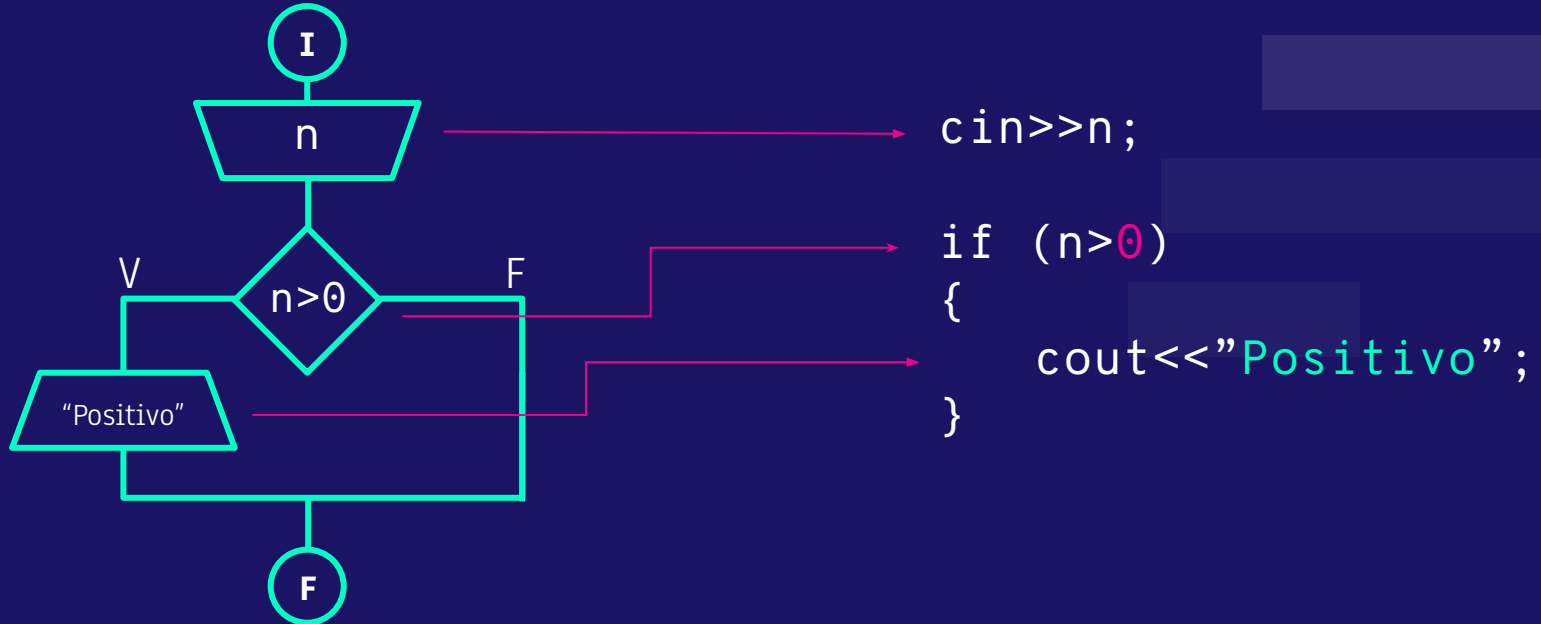 I
n
V
n>0
F
“Positivo”
F
cin>>n;
if (n>0)
{
cout<<”Positivo”;
}